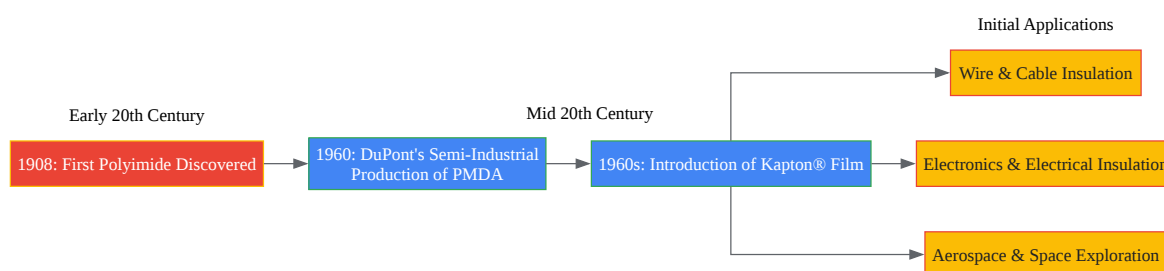 Initial Applications
Wire & Cable Insulation
Early 20th Century
Mid 20th Century
1908: First Polyimide Discovered
1960: DuPont's Semi-Industrial
Production of PMDA
1960s: Introduction of Kapton® Film
Electronics & Electrical Insulation
Aerospace & Space Exploration